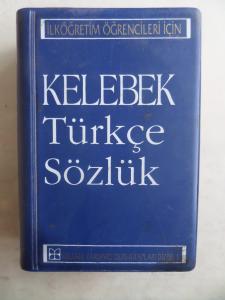 İLKÖĞRETİM ÖĞRENCİLERİ İÇİN
KELEBEK
Türkçe
Sözlük